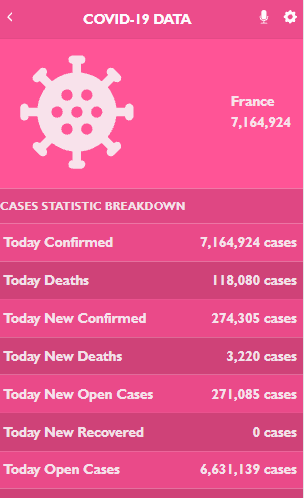 COVID-19 DATA
France
7,164,924
CASES STATISTIC BREAKDOWN
Today Confirmed 7,164,924 cases
Today Deaths 118,080 cases
Today New Confirmed 274,305 cases
Today New Deaths 3,220 cases
Today New Open Cases 271,085 cases
Today New Recovered 0 cases
Today Open Cases 6,631,139 cases